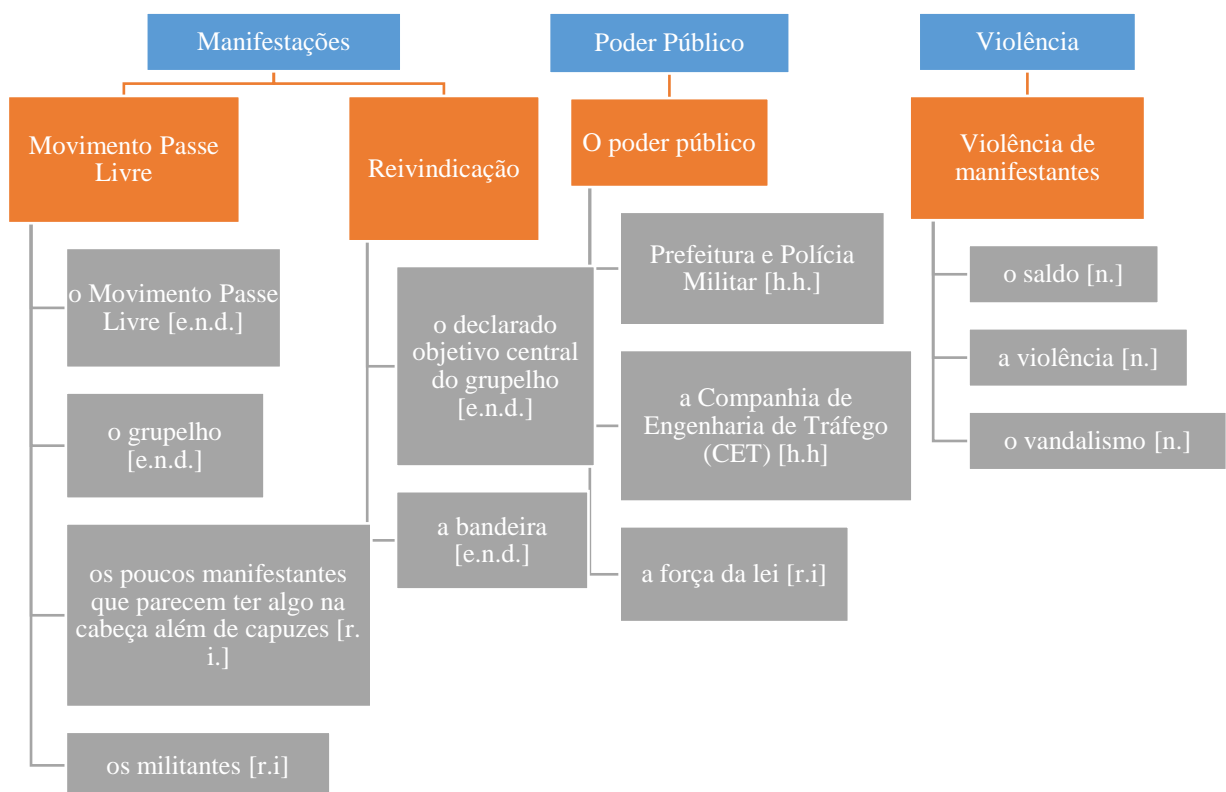 Manifestações
Poder Público
Violência
Movimento Passe
Livre
Reivindicação
O poder público
Violência de
manifestantes
o Movimento Passe
Livre [e.n.d.]
o grupelho
[e.n.d.]
os poucos manifestantes
que parecem ter algo na
cabeça além de capuzes [r.
i.]
os militantes [r.i]
o declarado
objetivo central
do grupelho
[e.n.d.]
a bandeira
[e.n.d.]
Prefeitura e Polícia
Militar [h.h.]
a Companhia de
Engenharia de Tráfego
(CET) [h.h]
a força da lei [r.i]
o saldo [n.]
a violência [n.]
o vandalismo [n.]